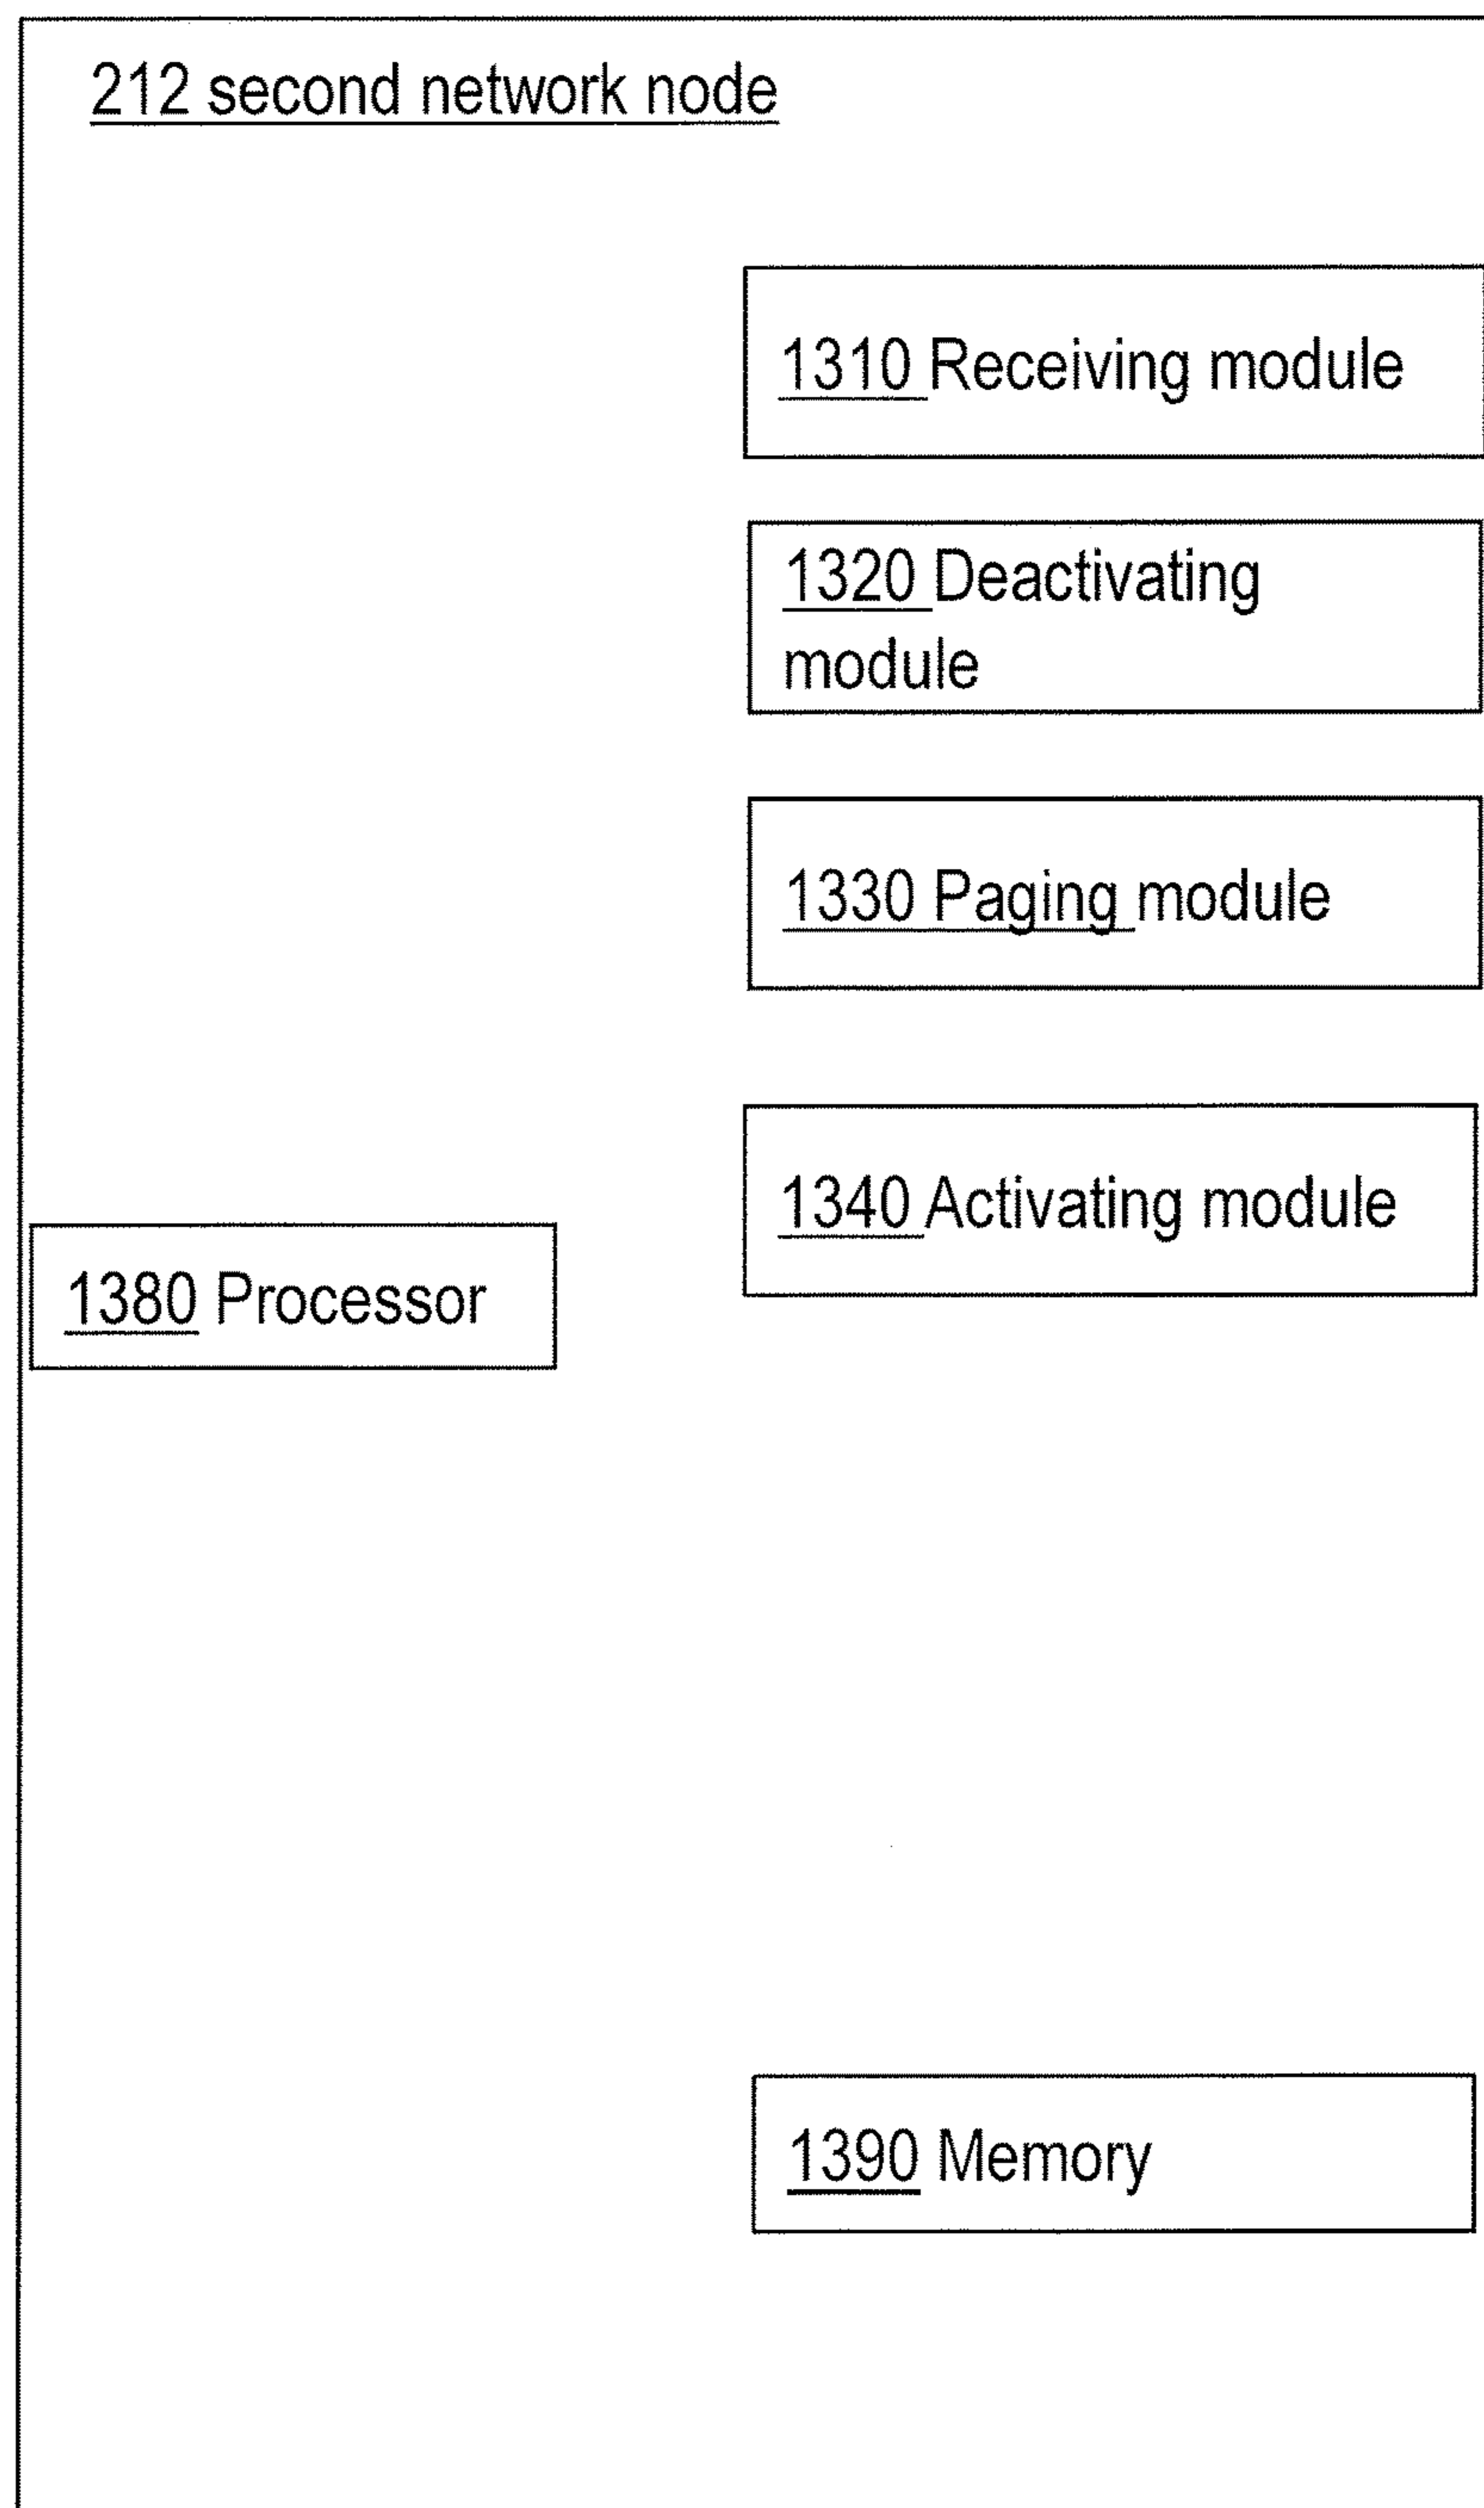 212 second network node
1310 Receiving module
1320 Deactivating
module
1330 Paging module
1340 Activating module
1380 Processor
1390 Memory